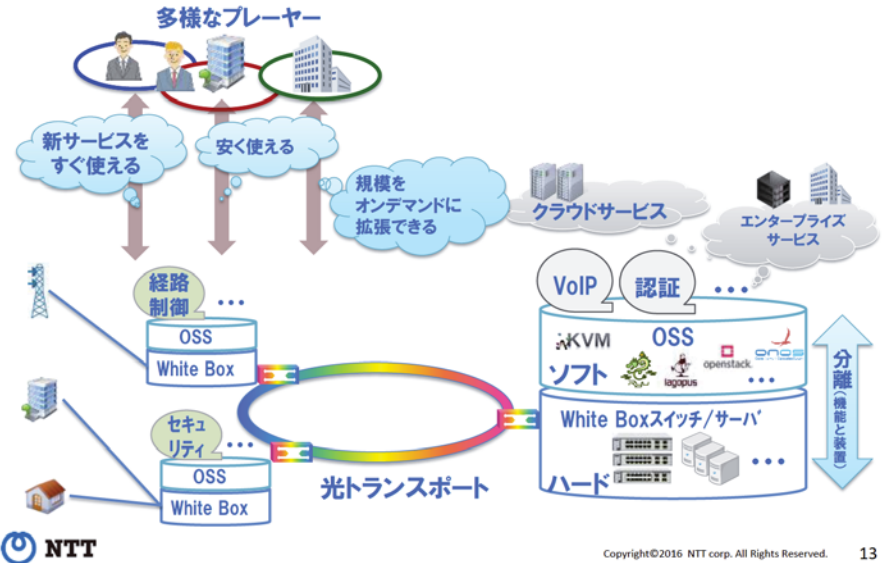 多様なプレーヤー
新サービスを
すぐ使える
安く使える
規模を
オンデマンドに
拡張できる
クラウドサービス
エンタープライズ
サービス
経路
制御
•••
OSS
White Box
VoIP
認証
•••
KVM
OSS
ソフト
lagopus
openstack.
onos
•••
White Boxスイッチ/サーバ
ハード
•••
分離(機能と装置)
セキュ
リティ
•••
OSS
White Box
光トランスポート
NTT
Copyright©2016 NTT corp. All Rights Reserved.
13